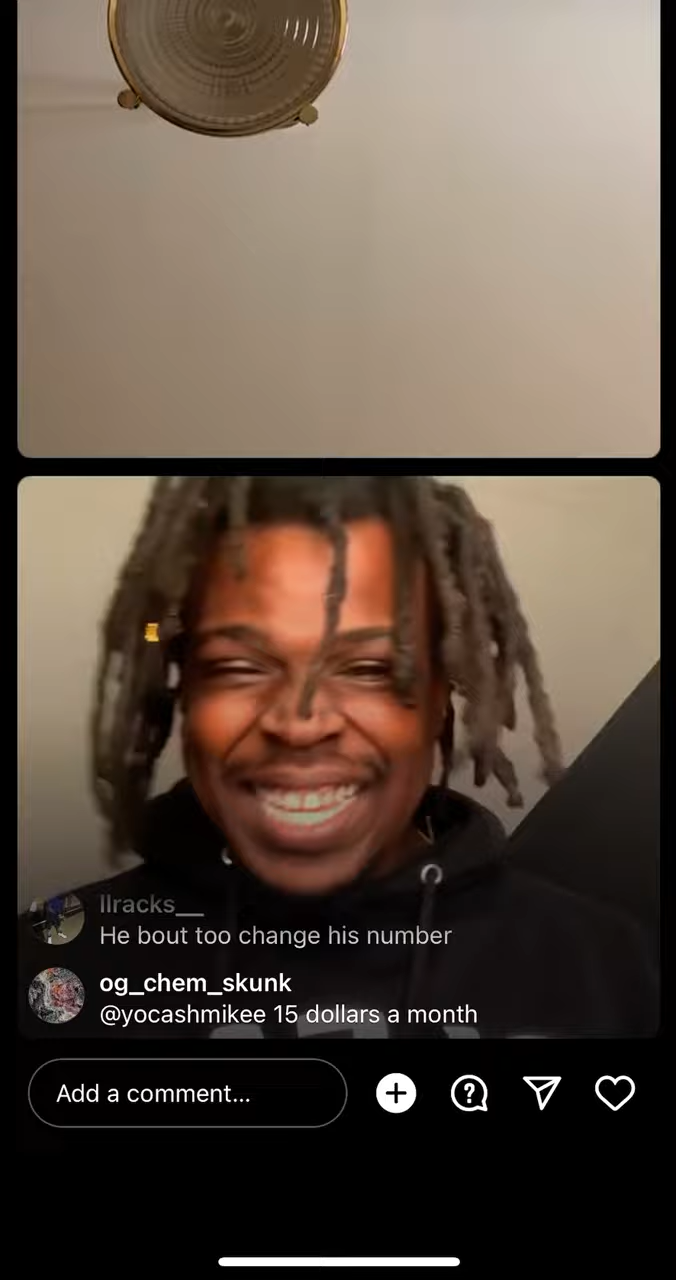 llracks__
He bout too change his number
og_chem_skunk
@yocashmikee 15 dollars a month
Add a comment...